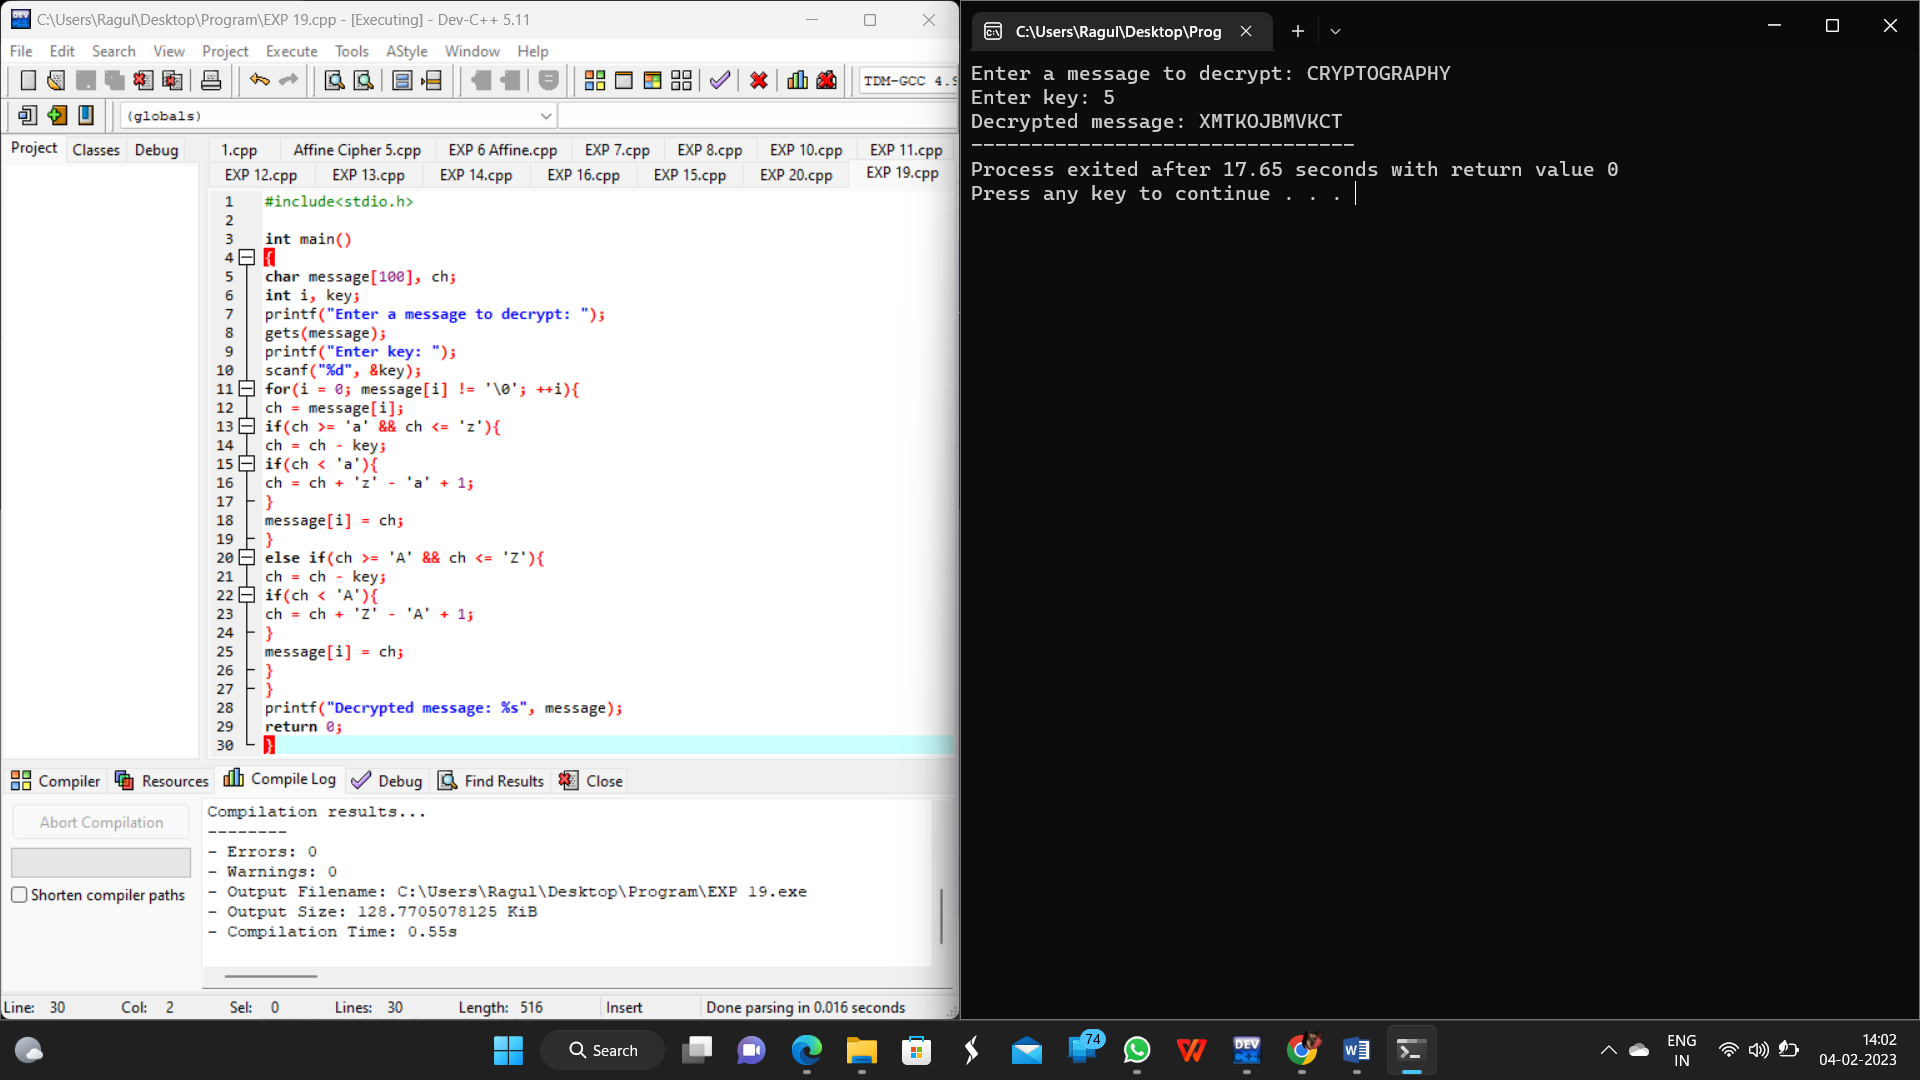 C:\Users\Ragul\Desktop\Program\EXP 19.cpp - [Executing] - Dev-C++ 5.11
File Edit Search View Project Execute Tools AStyle Window Help
TDM-GCC 4.9
(globals)
Project Classes Debug
1.cpp Affine Cipher 5.cpp EXP 6 Affine.cpp EXP 7.cpp EXP 8.cpp EXP 10.cpp EXP 11.cpp
EXP 12.cpp EXP 13.cpp EXP 14.cpp EXP 16.cpp EXP 15.cpp EXP 20.cpp EXP 19.cpp
1 #include<stdio.h>
2
3 int main()
4 {
5 char message[100], ch;
6 int i, key;
7 printf("Enter a message to decrypt: ");
8 gets(message);
9 printf("Enter key: ");
10 scanf("%d", &key);
11 for(i = 0; message[i] != '\0'; ++i){
12 ch = message[i];
13 if(ch >= 'a' && ch <= 'z'){
14 ch = ch - key;
15 if(ch < 'a'){
16 ch = ch + 'z' - 'a' + 1;
17 }
18 message[i] = ch;
19 }
20 else if(ch >= 'A' && ch <= 'Z'){
21 ch = ch - key;
22 if(ch < 'A'){
23 ch = ch + 'Z' - 'A' + 1;
24 }
25 message[i] = ch;
26 }
27 }
28 printf("Decrypted message: %s", message);
29 return 0;
30 }
Compiler Resources Compile Log Debug Find Results Close
Abort Compilation
Shorten compiler paths
Compilation results...
--------
- Errors: 0
- Warnings: 0
- Output Filename: C:\Users\Ragul\Desktop\Program\EXP 19.exe
- Output Size: 128.7705078125 KiB
- Compilation Time: 0.55s
Line: 30 Col: 2 Sel: 0 Lines: 30 Length: 516 Insert Done parsing in 0.016 seconds
C:\Users\Ragul\Desktop\Prog
Enter a message to decrypt: CRYPTOGRAPHY
Enter key: 5
Decrypted message: XMTKOJBMVKCT
--------------------------------
Process exited after 17.65 seconds with return value 0
Press any key to continue . . .
Search
74
DEV
ENG
IN
14:02
04-02-2023